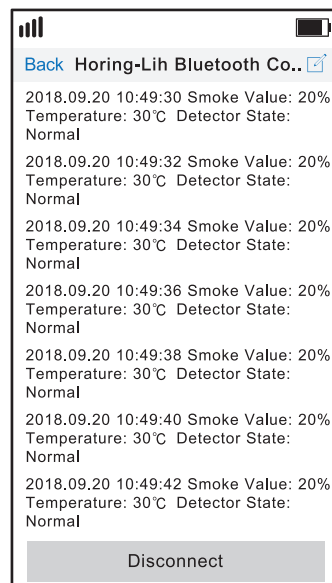 Back Horing-Lih Bluetooth Co..
2018.09.20 10:49:30 Smoke Value: 20%
Temperature: 30℃ Detector State:
Normal
2018.09.20 10:49:32 Smoke Value: 20%
Temperature: 30℃ Detector State:
Normal
2018.09.20 10:49:34 Smoke Value: 20%
Temperature: 30℃ Detector State:
Normal
2018.09.20 10:49:36 Smoke Value: 20%
Temperature: 30℃ Detector State:
Normal
2018.09.20 10:49:38 Smoke Value: 20%
Temperature: 30℃ Detector State:
Normal
2018.09.20 10:49:40 Smoke Value: 20%
Temperature: 30℃ Detector State:
Normal
2018.09.20 10:49:42 Smoke Value: 20%
Temperature: 30℃ Detector State:
Normal
Disconnect